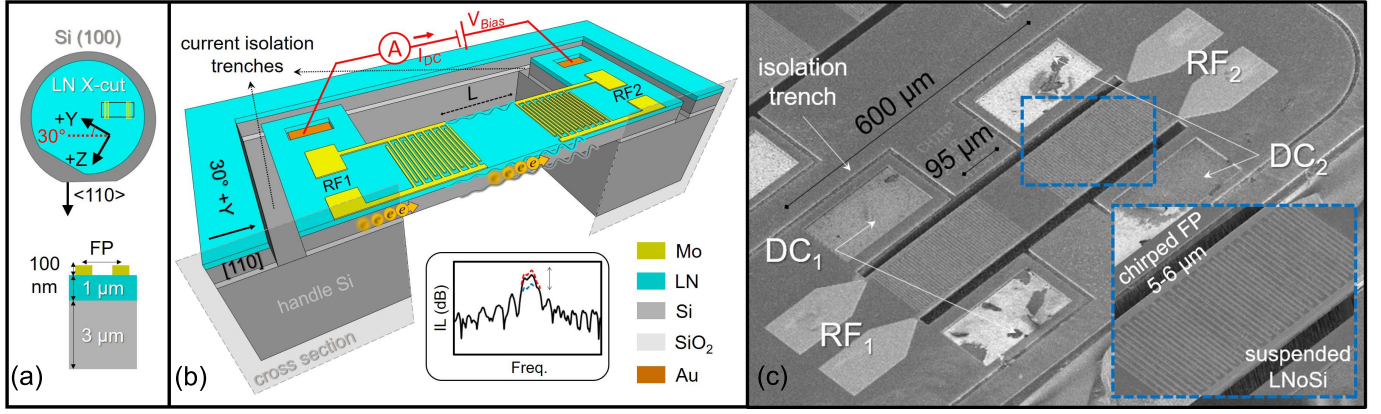 Si (100)
LN X-cut
+Y
30°
+Z
<110>
FP
100
nm
1 μm
3 μm
(a)
current isolation
trenches
A
I_DC
V_Bias
L
RF2
RF1
30° +Y
[110]
e e e e
e e e e
handle Si
cross section
IL (dB)
Freq.
Mo
LN
Si
SiO₂
Au
(b)
isolation
trench
600 μm
95 μm
RF₂
DC₂
DC₁
RF₁
chirped FP
5-6 μm
suspended
LNoSi
(c)